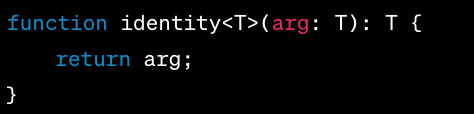 function identity<T>(arg: T): T {
    return arg;
}